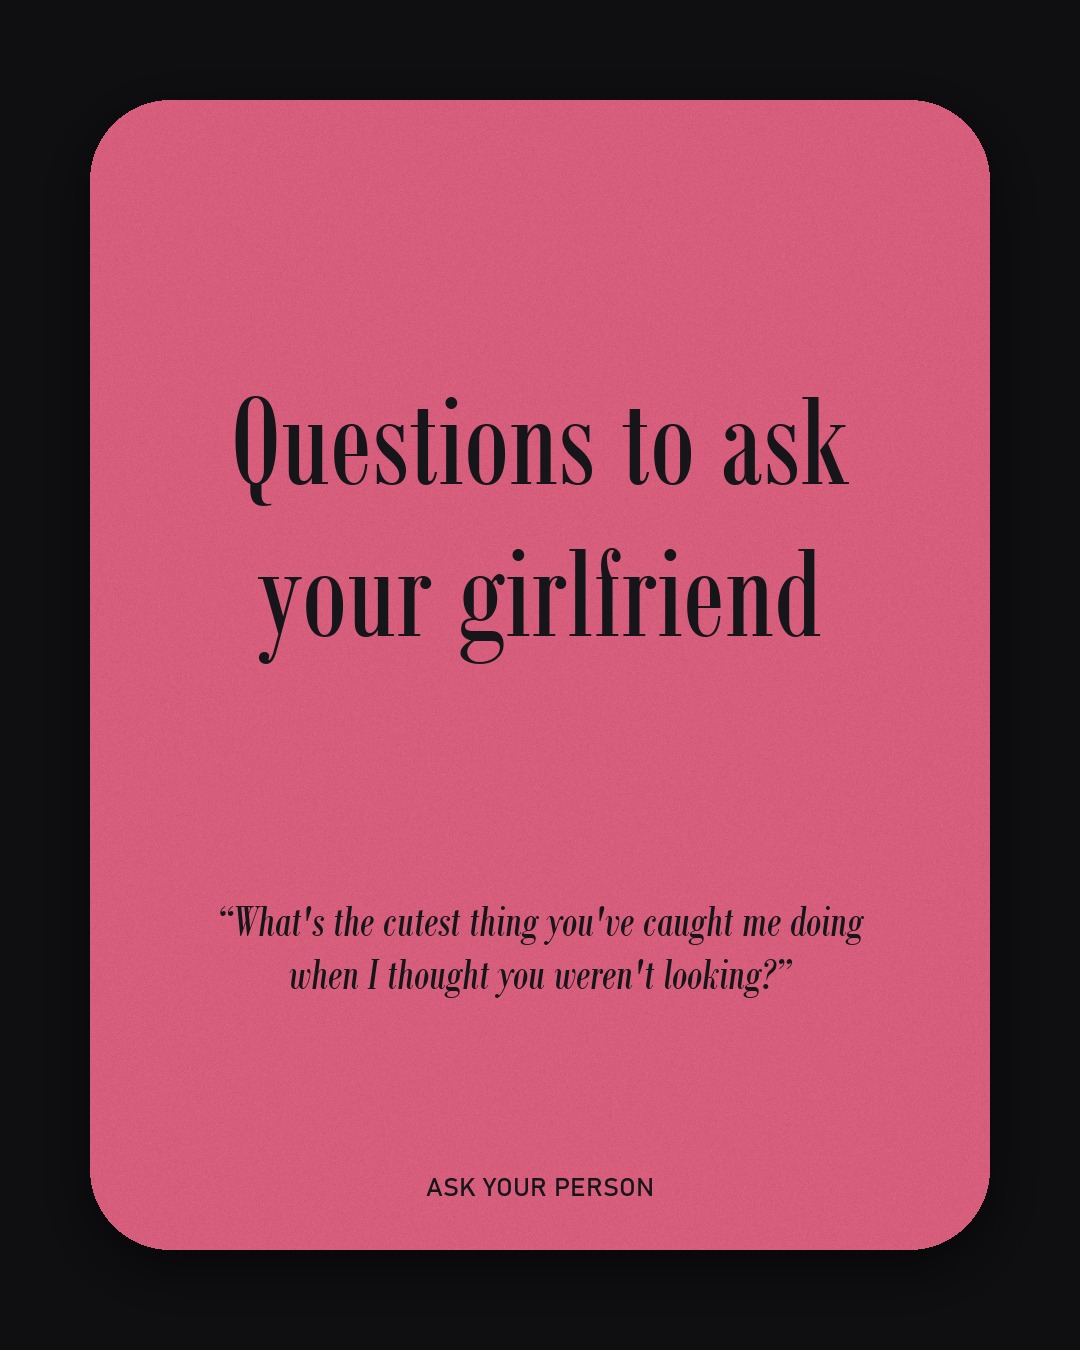 Questions to ask
your girlfriend
“What's the cutest thing you've caught me doing
when I thought you weren't looking?”
ASK YOUR PERSON